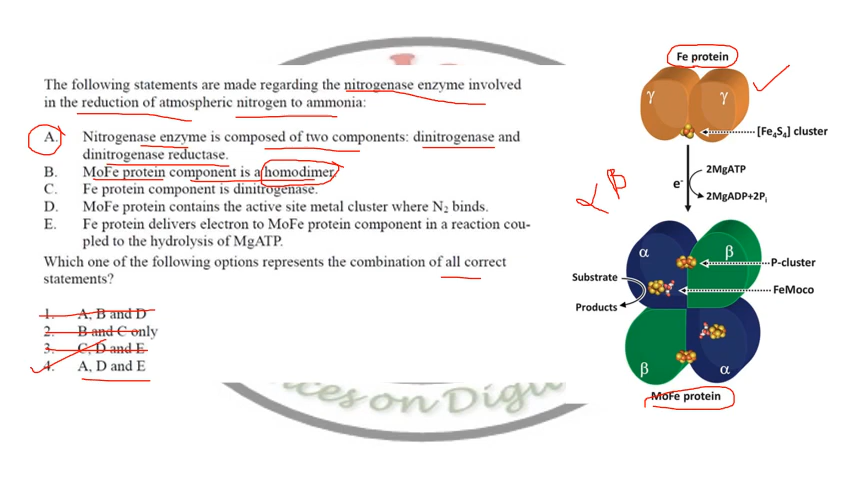 The following statements are made regarding the nitrogenase enzyme involved
in the reduction of atmospheric nitrogen to ammonia:
A. Nitrogenase enzyme is composed of two components: dinitrogenase and
dinitrogenase reductase.
B. MoFe protein component is a homodimer.
C. Fe protein component is dinitrogenase.
D. MoFe protein contains the active site metal cluster where N₂ binds.
E. Fe protein delivers electron to MoFe protein component in a reaction cou-
pled to the hydrolysis of MgATP.
Which one of the following options represents the combination of all correct
statements?
1. A, B and D
2. B and C only
3. C, D and E
4. A, D and E
Fe protein
γ γ
[Fe₄S₄] cluster
2MgATP
e⁻
2MgADP+2Pᵢ
α β
α β
P-cluster
Substrate
FeMoco
Products
β α
MoFe protein
ces on Digi